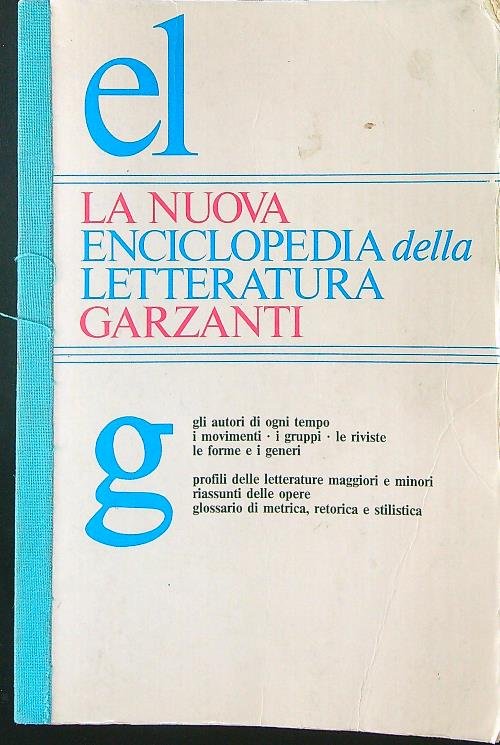 el
LA NUOVA
ENCICLOPEDIA della
LETTERATURA
GARZANTI
g
gli autori di ogni tempo
i movimenti · i gruppi · le riviste
le forme e i generi
profili delle letterature maggiori e minori
riassunti delle opere
glossario di metrica, retorica e stilistica